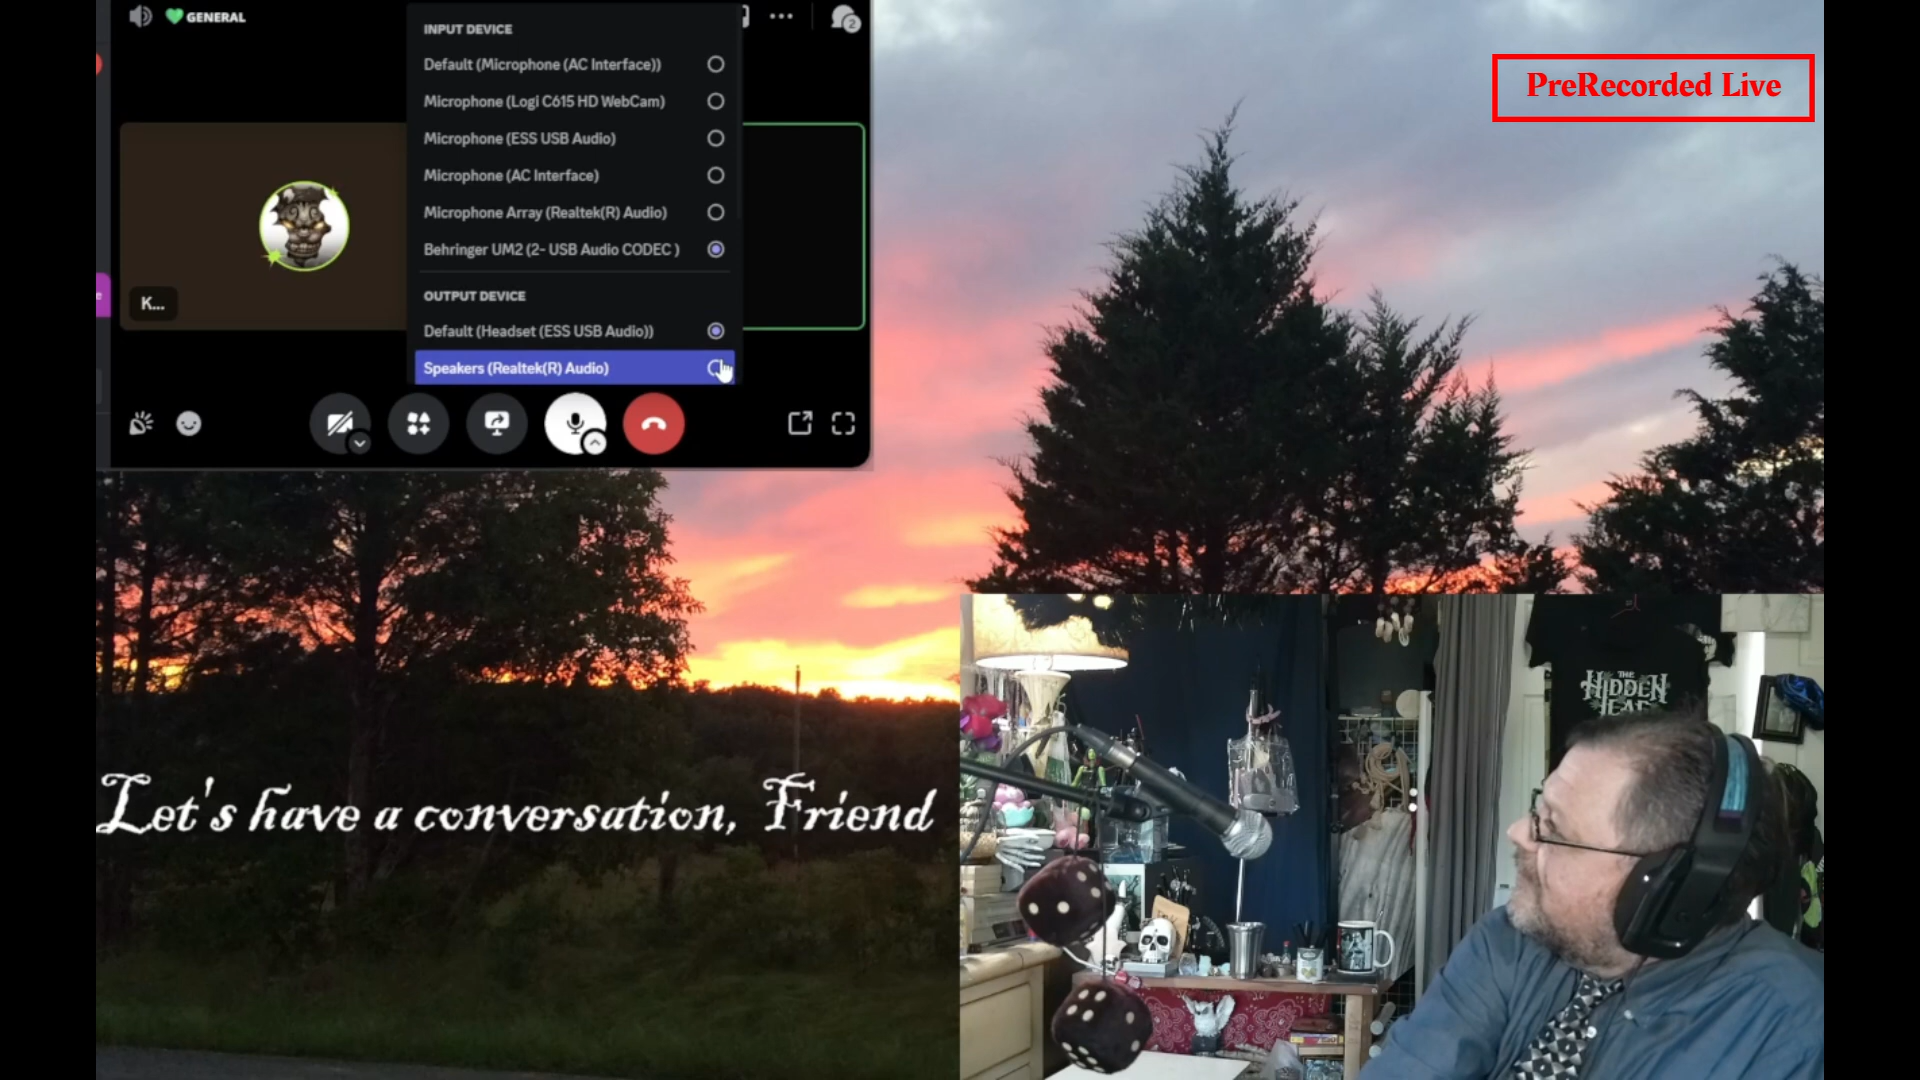 GENERAL
2
INPUT DEVICE
Default (Microphone (AC Interface))
Microphone (Logi C615 HD WebCam)
Microphone (ESS USB Audio)
Microphone (AC Interface)
Microphone Array (Realtek(R) Audio)
Behringer UM2 (2- USB Audio CODEC )
OUTPUT DEVICE
Default (Headset (ESS USB Audio))
Speakers (Realtek(R) Audio)
K...
e
PreRecorded Live
Let's have a conversation, Friend
THE
HIDDEN